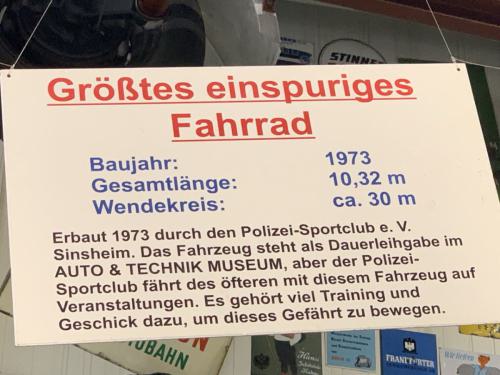 STINNES
Größtes einspuriges
Fahrrad
Baujahr: 1973
Gesamtlänge: 10,32 m
Wendekreis: ca. 30 m
Erbaut 1973 durch den Polizei-Sportclub e. V.
Sinsheim. Das Fahrzeug steht als Dauerleihgabe im
AUTO & TECHNIK MUSEUM, aber der Polizei-
Sportclub fährt des öfteren mit diesem Fahrzeug auf
Veranstaltungen. Es gehört viel Training und
Geschick dazu, um dieses Gefährt zu bewegen.
FRANKFURTER